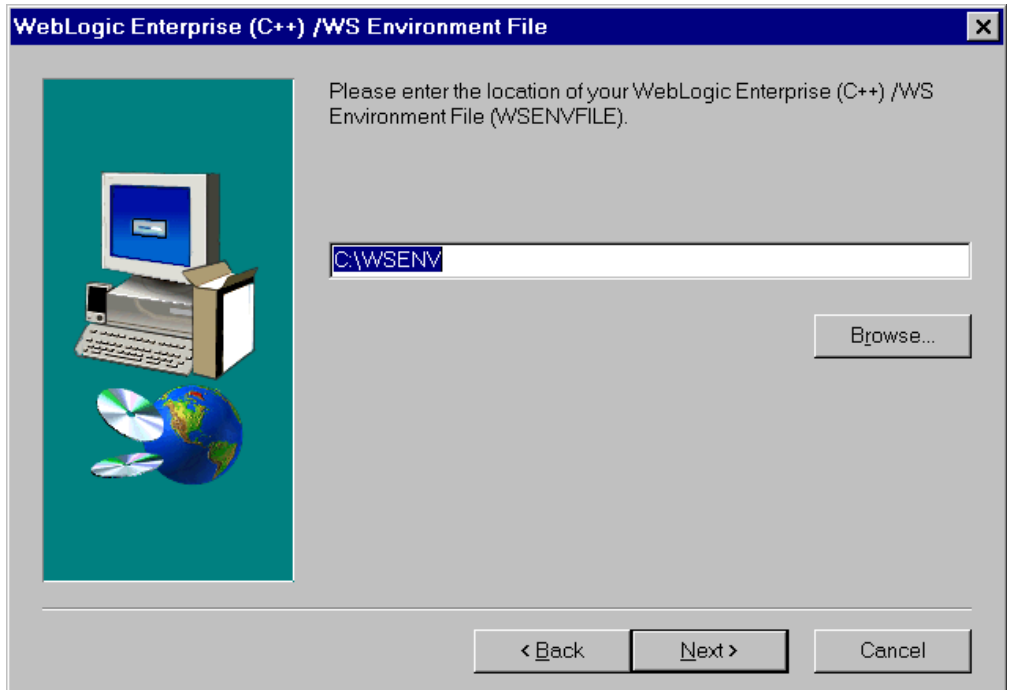 WebLogic Enterprise (C++) /WS Environment File
Please enter the location of your WebLogic Enterprise (C++) /WS
Environment File (WSENVFILE).
C:\WSENV
Browse...
< Back
Next >
Cancel